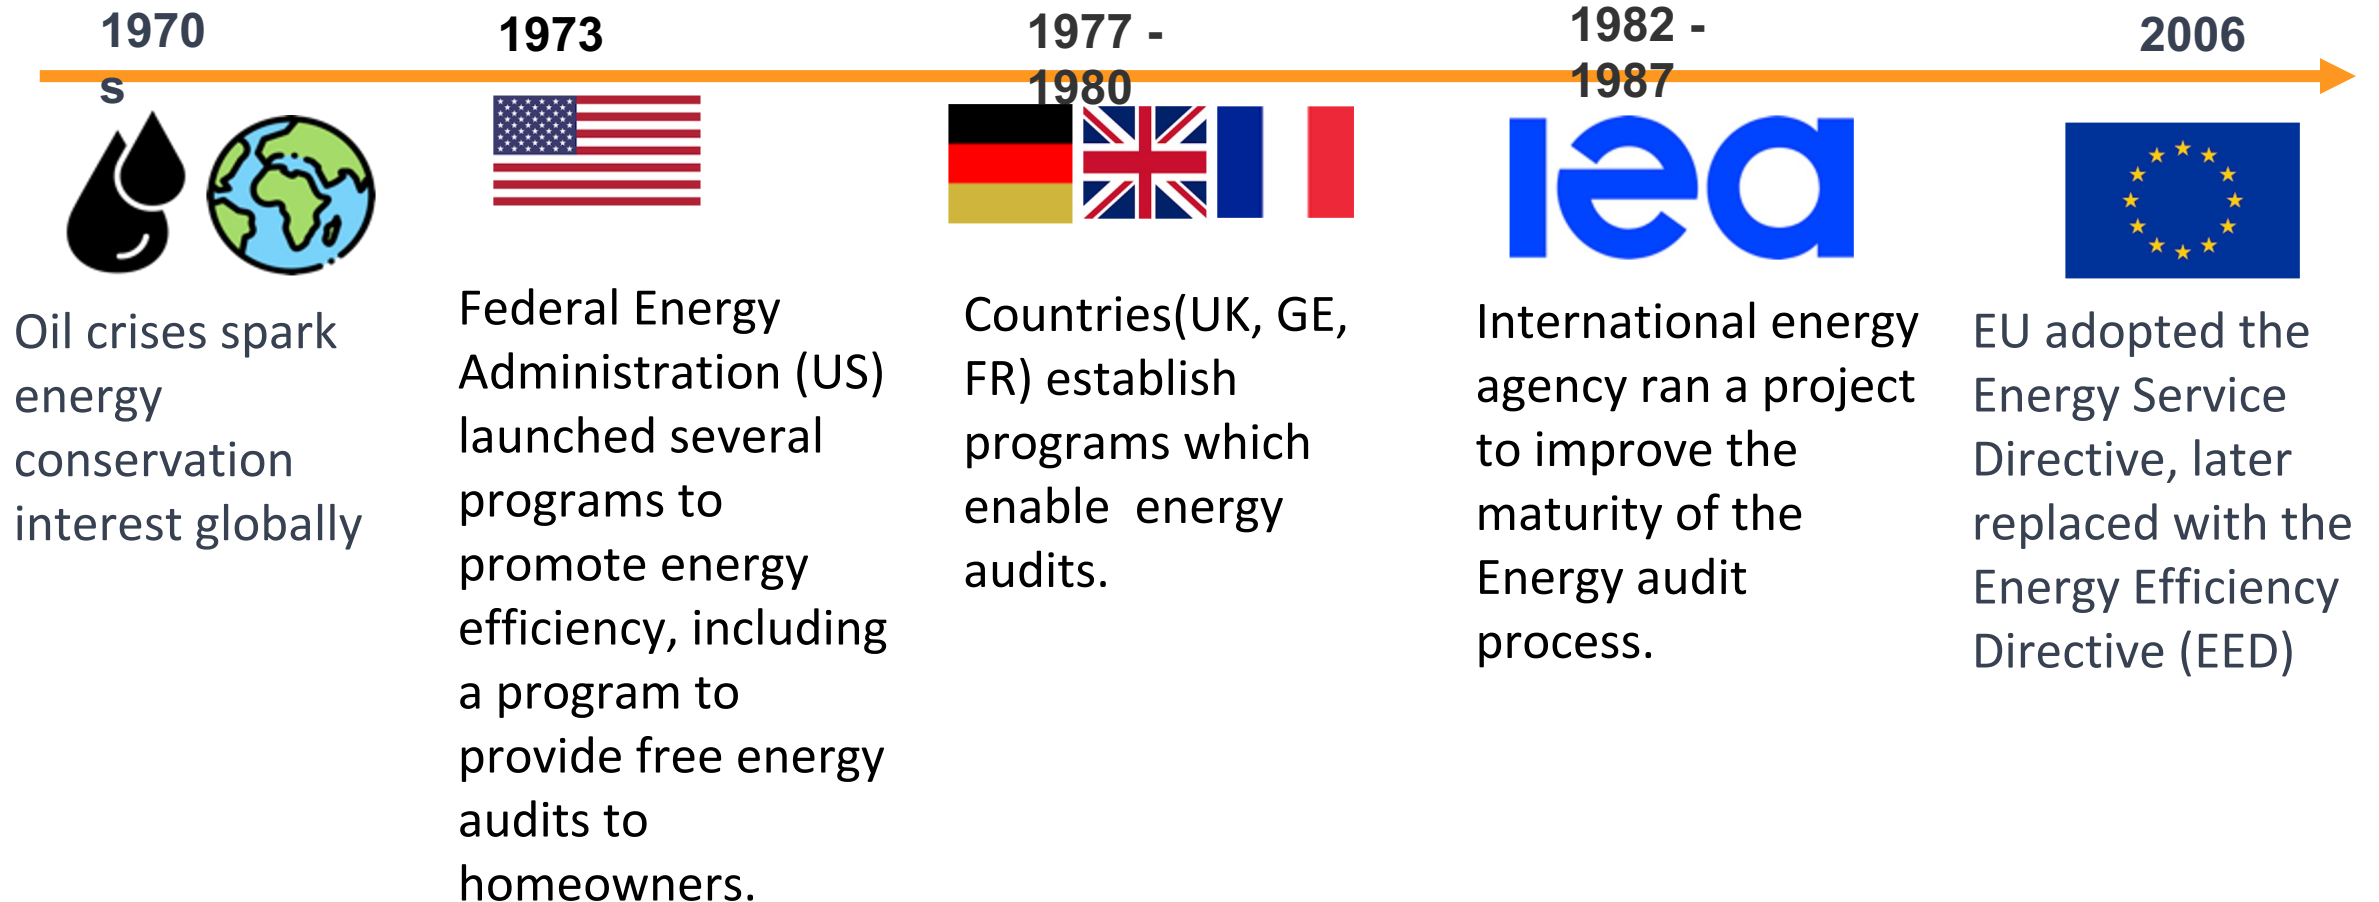 1970
s
1973
1977 -
1980
1982 -
1987
2006
iea
Oil crises spark
energy
conservation
interest globally
Federal Energy
Administration (US)
launched several
programs to
promote energy
efficiency, including
a program to
provide free energy
audits to
homeowners.
Countries(UK, GE,
FR) establish
programs which
enable  energy
audits.
International energy
agency ran a project
to improve the
maturity of the
Energy audit
process.
EU adopted the
Energy Service
Directive, later
replaced with the
Energy Efficiency
Directive (EED)